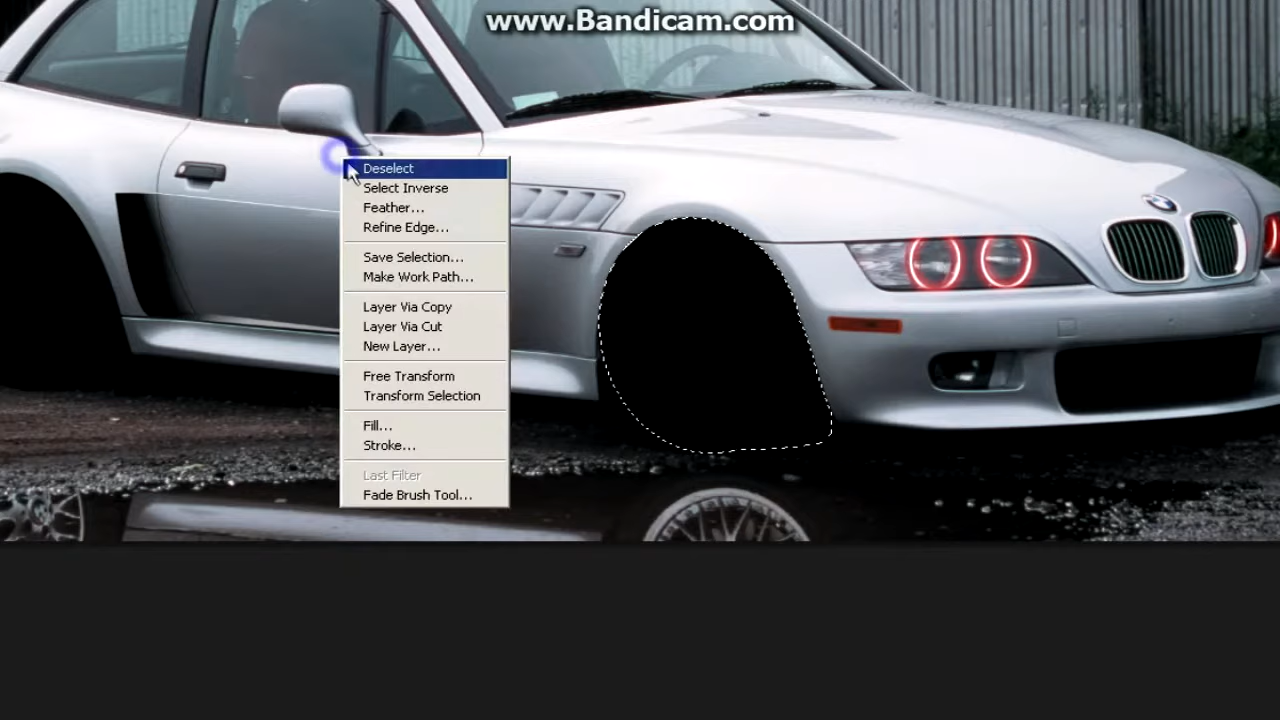 www.Bandicam.com
Deselect
Select Inverse
Feather...
Refine Edge...
Save Selection...
Make Work Path...
Layer Via Copy
Layer Via Cut
New Layer...
Free Transform
Transform Selection
Fill...
Stroke...
Last Filter
Fade Brush Tool...